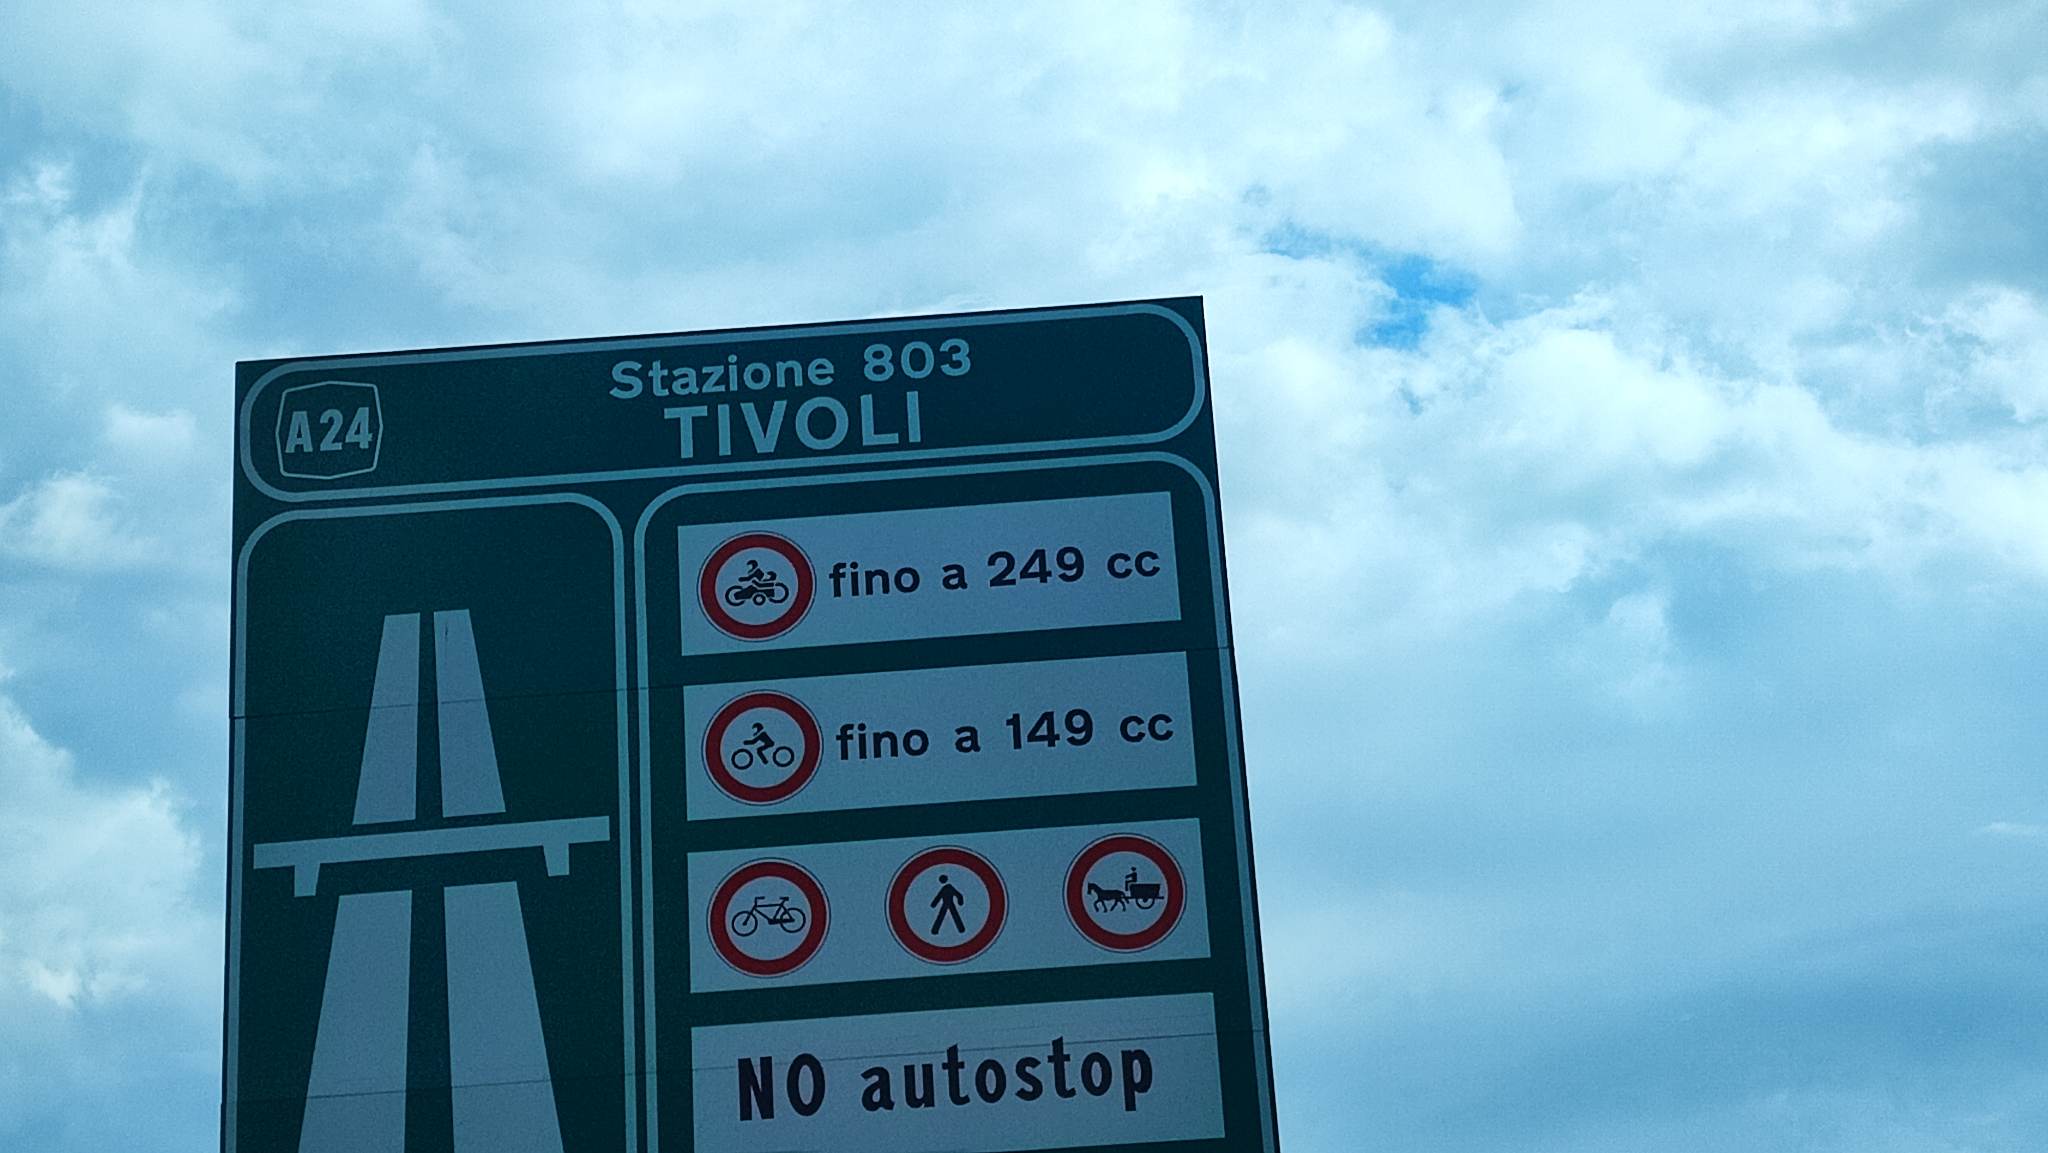 Stazione 803
A24 TIVOLI
fino a 249 cc
fino a 149 cc
NO autostop